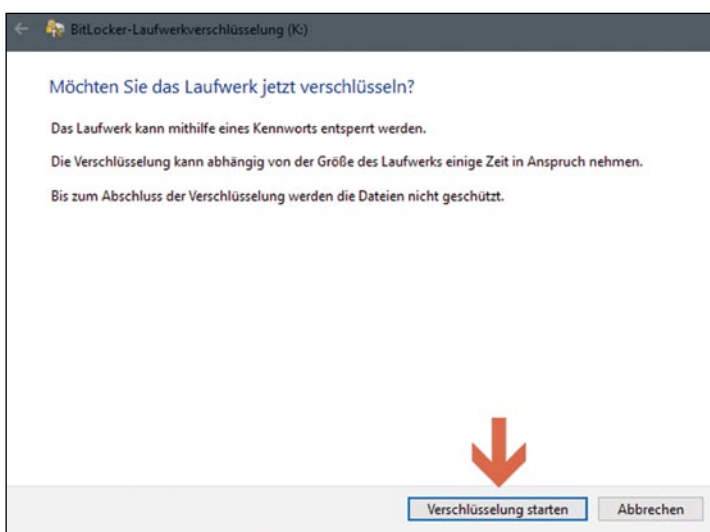 BitLocker-Laufwerkverschlüsselung (K:)
Möchten Sie das Laufwerk jetzt verschlüsseln?
Das Laufwerk kann mithilfe eines Kennworts entsperrt werden.
Die Verschlüsselung kann abhängig von der Größe des Laufwerks einige Zeit in Anspruch nehmen.
Bis zum Abschluss der Verschlüsselung werden die Dateien nicht geschützt.
Verschlüsselung starten
Abbrechen